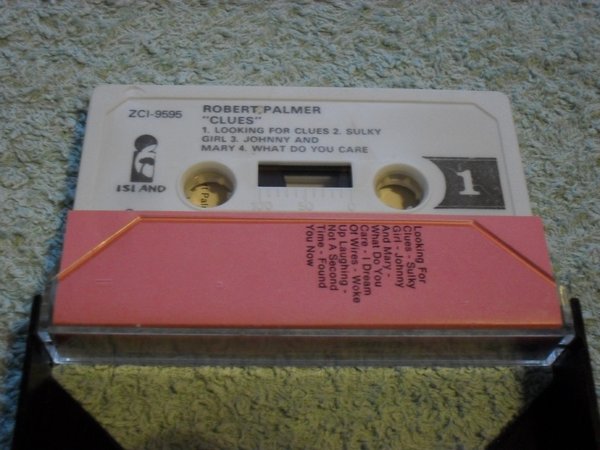 ZCI-9595
ROBERT PALMER
"CLUES"
1. LOOKING FOR CLUES 2. SULKY
GIRL 3. JOHNNY AND
MARY 4. WHAT DO YOU CARE
ISLAND
1
Looking For
Clues - Sulky
Girl - Johnny
And Mary -
What Do You
Care - I Dream
Of Wires - Woke
Up Laughing -
Not A Second
Time - Found
You Now